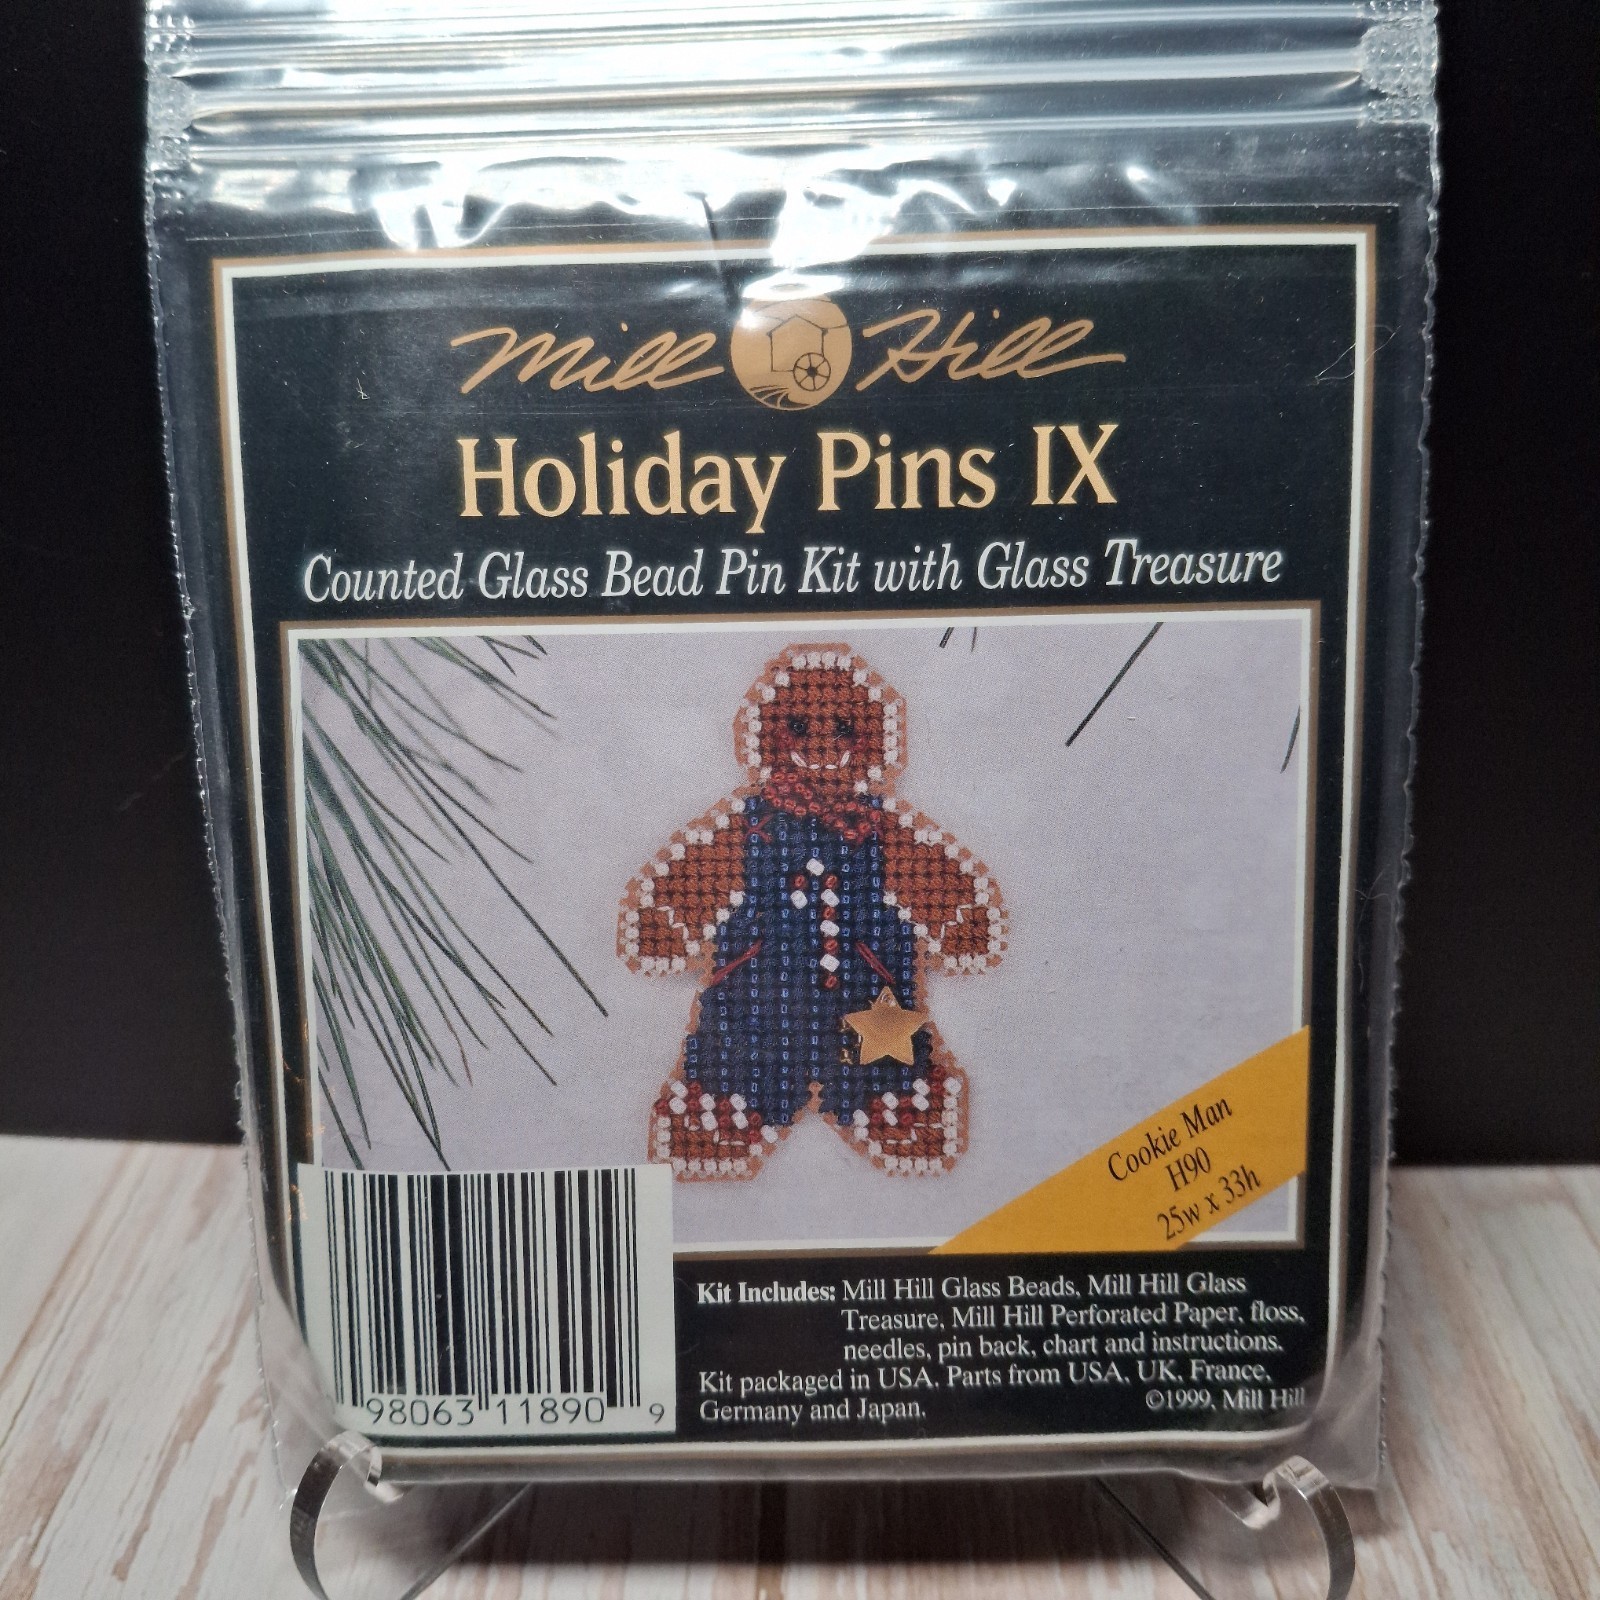 Mill Hill
Holiday Pins IX
Counted Glass Bead Pin Kit with Glass Treasure
Cookie Man
H90
25w x 33h
Kit Includes: Mill Hill Glass Beads, Mill Hill Glass
Treasure, Mill Hill Perforated Paper, floss,
needles, pin back, chart and instructions.
Kit packaged in USA. Parts from USA, UK, France,
Germany and Japan.
©1999, Mill Hill
98063 11890 9